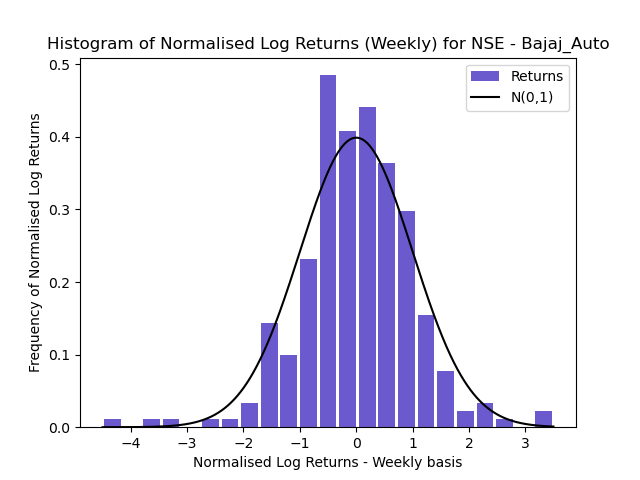 Histogram of Normalised Log Returns (Weekly) for NSE - Bajaj_Auto
Frequency of Normalised Log Returns
0.5
0.4
0.3
0.2
0.1
0.0
Returns
N(0,1)
−4 −3 −2 −1 0 1 2 3
Normalised Log Returns - Weekly basis